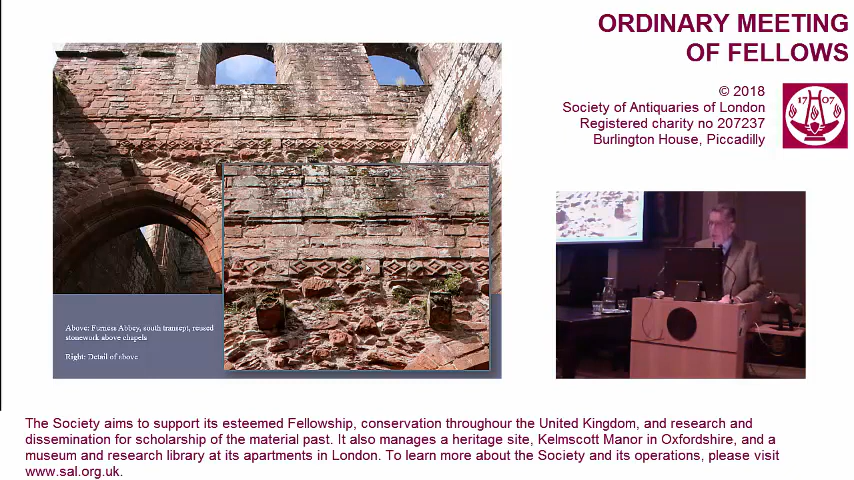 ORDINARY MEETING
OF FELLOWS
© 2018
Society of Antiquaries of London
Registered charity no 207237
Burlington House, Piccadilly
17 07
Above: Furness Abbey, south transept, reused
stonework above chapels
Right: Detail of above
The Society aims to support its esteemed Fellowship, conservation throughour the United Kingdom, and research and
dissemination for scholarship of the material past. It also manages a heritage site, Kelmscott Manor in Oxfordshire, and a
museum and research library at its apartments in London. To learn more about the Society and its operations, please visit
www.sal.org.uk.